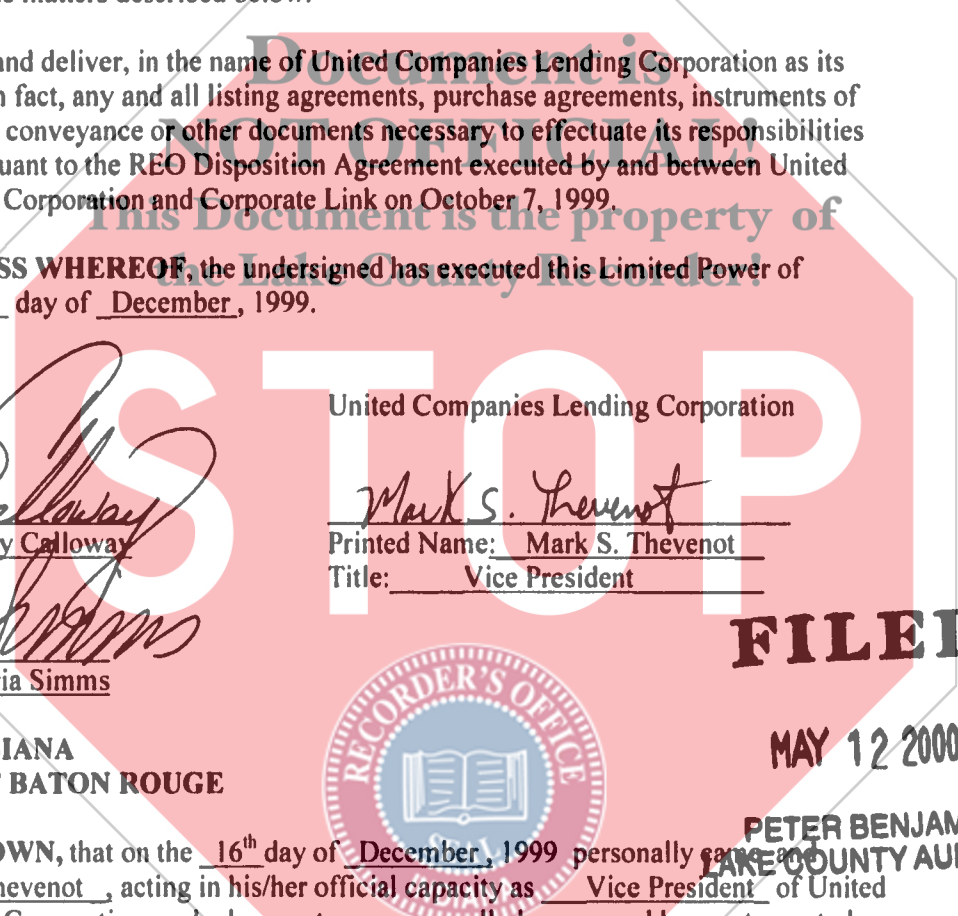 and deliver, in the name of United Companies Lending Corporation as its
fact, any and all listing agreements, purchase agreements, instruments of
conveyance or other documents necessary to effectuate its responsibilities
uant to the REO Disposition Agreement executed by and between United
Corporation and Corporate Link on October 7, 1999.
Document is
NOT OFFICIAL!
This Document is the property of
the Lake County Recorder!
SS WHEREOF, the undersigned has executed this Limited Power of
day of December, 1999.
STOP
United Companies Lending Corporation
Mark S. Thevenot
y Calloway
Printed Name: Mark S. Thevenot
Title: Vice President
ria Simms
FILE
RECORDER'S OFFICE
SEAL
INDIANA
IANA
BATON ROUGE
MAY 12 2000
PETER BENJAM
LAKE COUNTY AU
OWN, that on the 16th day of December, 1999 personally
hevenot, acting in his/her official capacity as Vice President of United